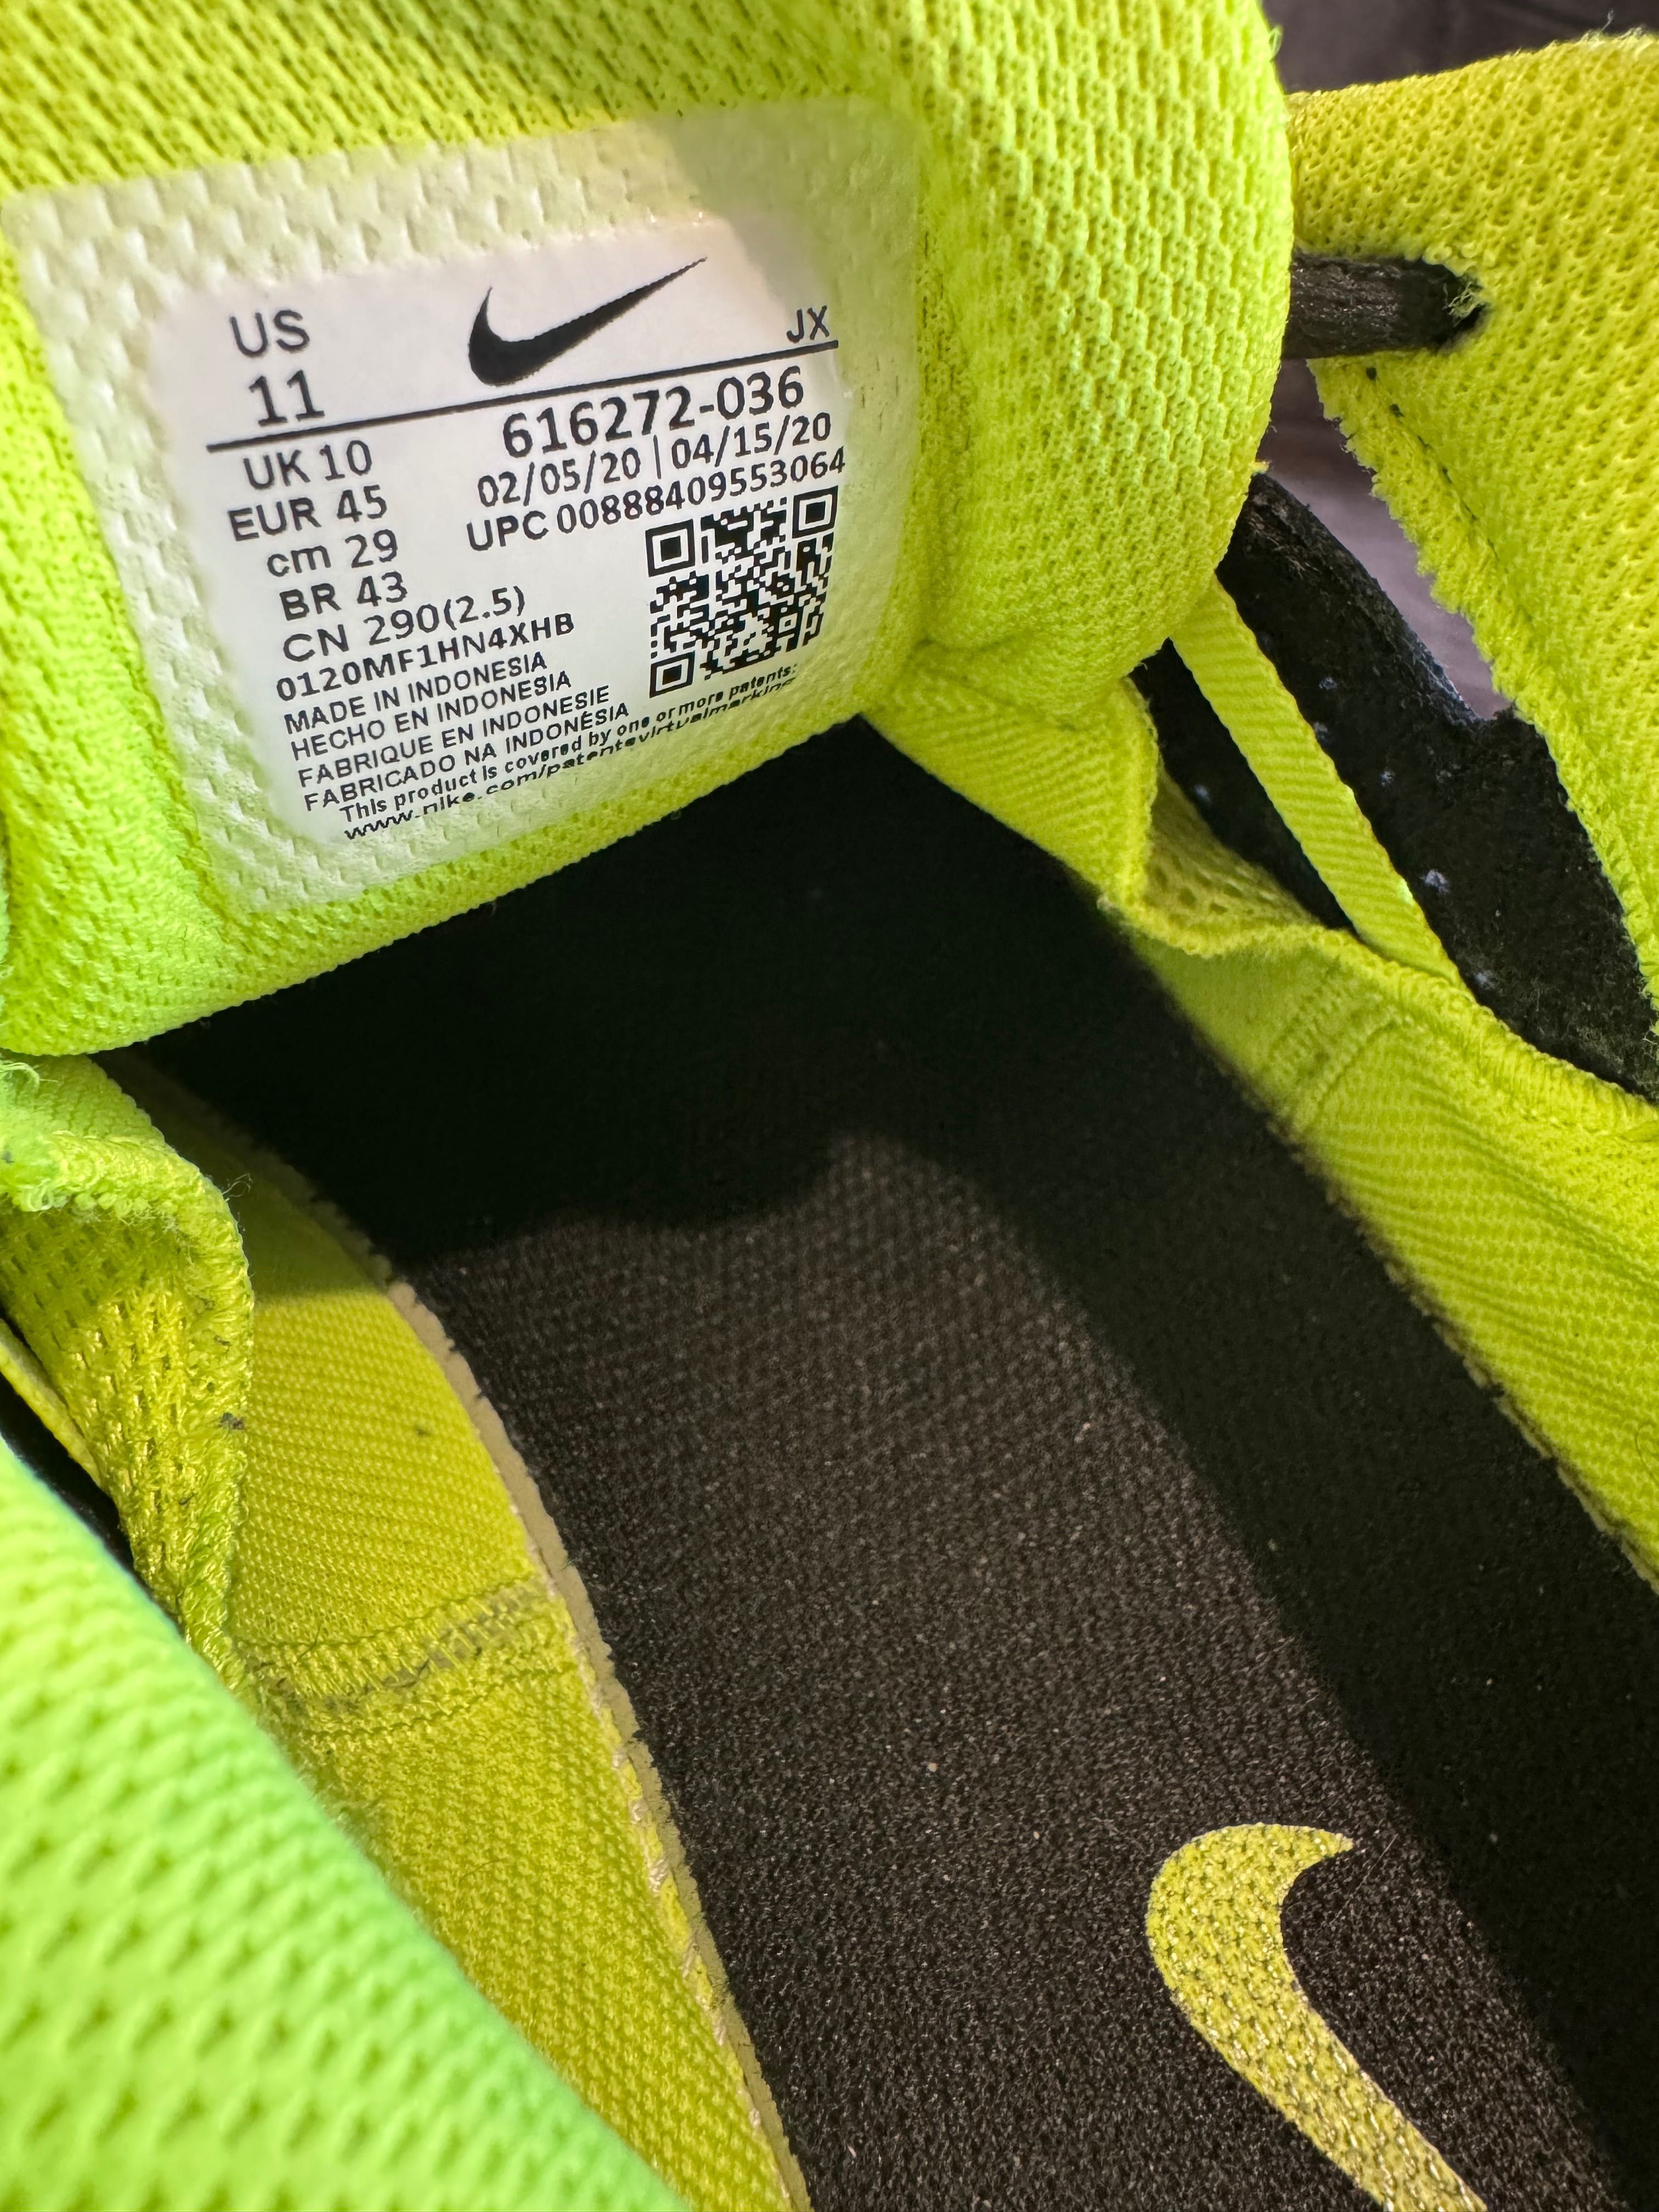 US
11
JX
616272-036
02/05/20 | 04/15/20
UPC 00888409553064
UK 10
EUR 45
cm 29
BR 43
CN 290(2.5)
0120MF1HN4XHB
MADE IN INDONESIA
HECHO EN INDONESIA
FABRIQUE EN INDONESIE
FABRICADO NA INDONÉSIA
This product is covered by one or more patents:
www.nike.com/patentsvirtualmarking